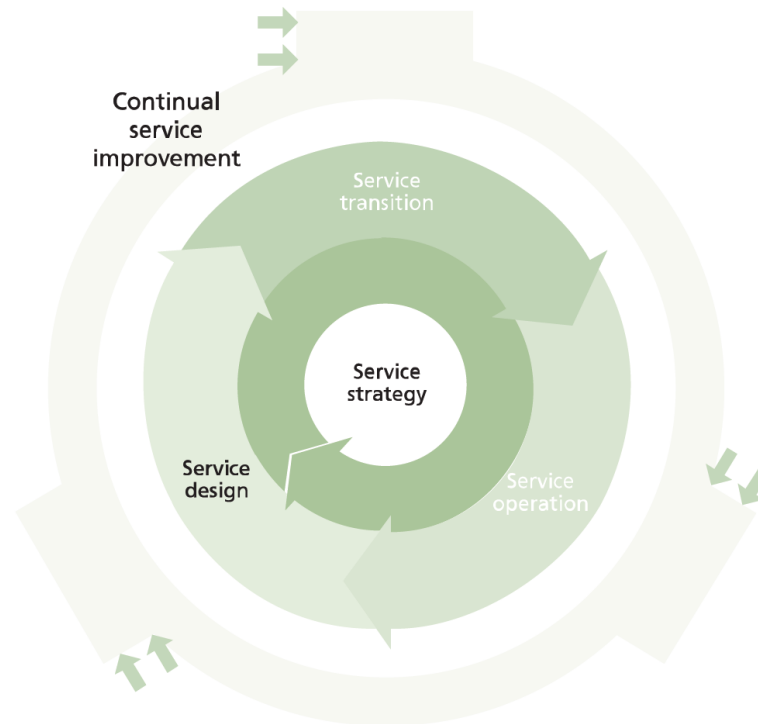 Continual
service
improvement
Service
transition
Service
strategy
Service
design
Service
operation